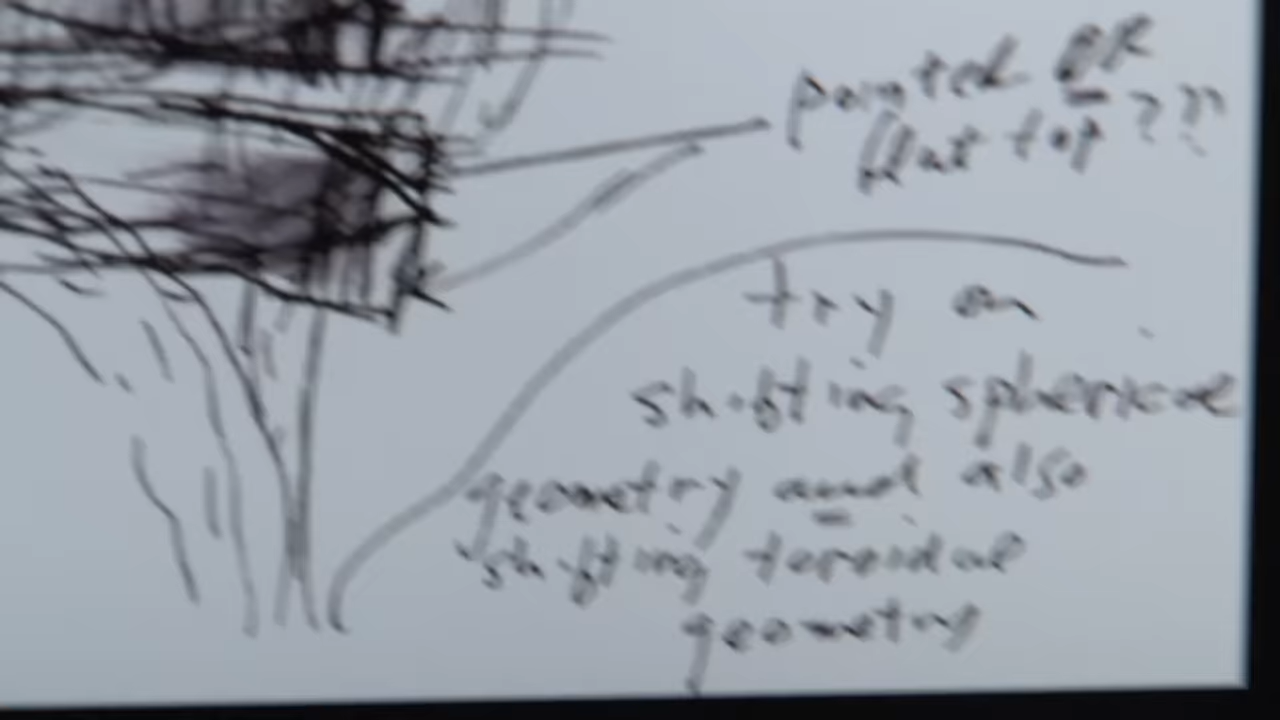 pointed OR
flat top ???
try on
shifting spherical
geometry and also
shifting toroidal
geometry